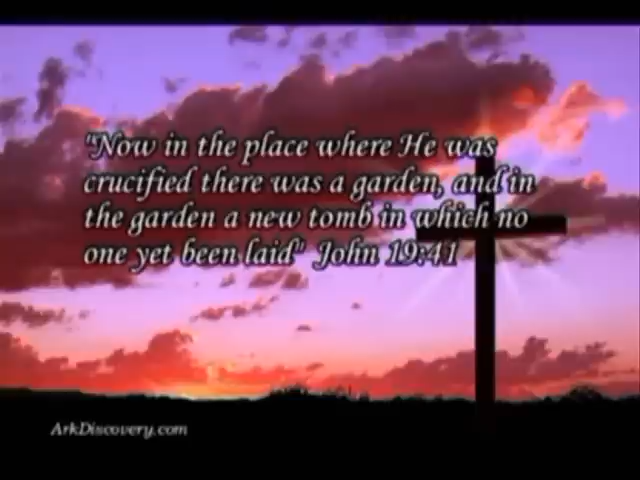 "Now in the place where He was
crucified there was a garden, and in
the garden a new tomb in which no
one yet been laid" John 19:41
ArkDiscovery.com